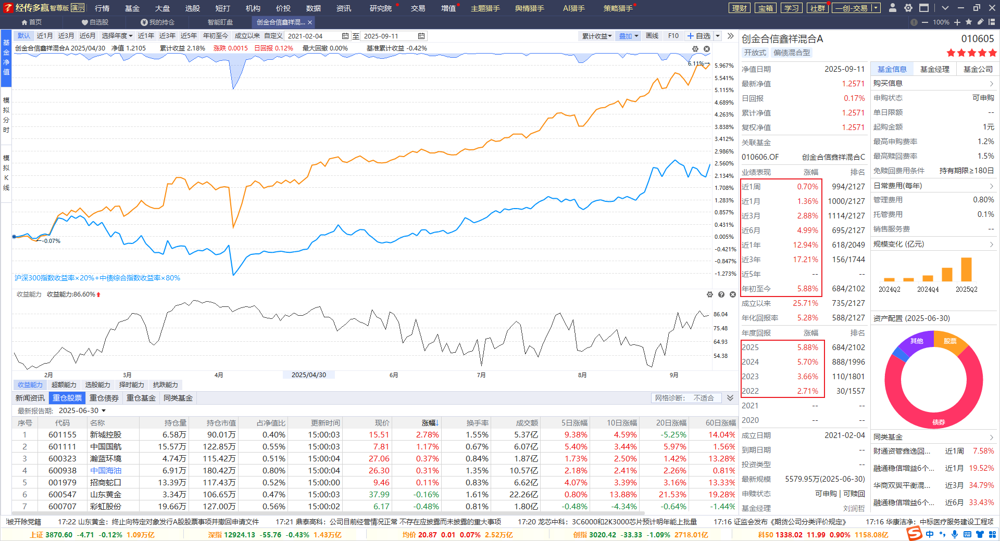 经传多赢 智尊版 演示 行情 基金 大盘 选股 短打 机构 价投 数据 资讯 研究院 交易 增值 主题猎手 舆情猎手 AI猎手 策略猎手 理财 宝箱 学习 社群 一创-交易
首页 自选股 我的持仓 智能盯盘 创金合信鑫祥混... × 100%
默认 近1月 近3月 近6月 选择年度 近1年 近3年 近5年 年初至今 成立以来 自定义 2021-02-04 至 2025-09-11 累计收益 叠加 画线 F10 +自选
创金合信鑫祥混合A 2025/04/30 净值 1.2105 累计收益 2.18% 涨跌 0.0015 日回报 0.12% 最大回撤 0.00% 基准累计收益 -0.42%
基金净值
模拟分时
模拟K线
6.11%
5.967%
5.541%
5.115%
4.689%
4.263%
3.838%
3.412%
2.986%
2.560%
2.134%
1.708%
1.283%
0.857%
0.431%
0.005%
-0.421%
-0.847%
-1.273%
-0.07%
沪深300指数收益率×20%+中债综合指数收益率×80%
收益能力 收益能力:86.60%
86.04
75.48
64.93
54.38
2月 3月 4月 2025/04/30 6月 7月 8月 9月
收益能力 超额能力 选股能力 择时能力 抗跌能力
新闻资讯 重仓股票 重仓债券 重仓基金 同类基金 网格诊断: 不适合
最新报告期: 2025-06-30
序号 代码 名称 持仓量 持仓市值 占净值比 更新时间 现价 涨幅↓ 换手率 成交额 5日涨幅 10日涨幅 20日涨幅 60日涨幅
1 601155 新城控股 6.58万 90.01万 0.40% 15:00:03 15.51 2.78% 1.55% 5.37亿 9.38% 4.59% -5.25% 14.04%
2 601111 中国国航 15.57万 122.85万 0.55% 15:00:03 7.81 1.17% 0.67% 6.07亿 5.40% 3.44% 5.97% 1.56%
3 600323 瀚蓝环境 4.74万 115.42万 0.51% 15:00:04 27.06 0.37% 0.84% 1.87亿 1.73% 2.50% 1.42% 13.28%
4 600938 中国海油 6.91万 180.42万 0.80% 15:00:04 26.30 0.31% 1.35% 10.57亿 2.18% 2.41% 2.26% 0.81%
5 001979 招商蛇口 13.39万 117.43万 0.52% 15:00:00 9.46 0.11% 0.83% 6.62亿 4.07% 3.39% 3.16% 13.33%
6 600547 山东黄金 3.34万 106.65万 0.47% 15:00:03 37.99 -0.16% 1.61% 22.26亿 0.80% 13.88% 21.53% 19.28%
7 600707 彩虹股份 19.66万 127.00万 0.56% 15:00:02 6.17 -0.48% 0.81% 1.80亿 -0.48% -4.34% -0.64% -1.44%
创金合信鑫祥混合A 010605
开放式 偏债混合型
净值日期 2025-09-11
最新净值 1.2571
日回报 0.17%
累计净值 1.2571
复权净值 1.2571
关联基金
010606.OF 创金合信鑫祥混合C
业绩表现 涨幅 排名
近1周 0.70% 994/2127
近1月 1.36% 1000/2127
近3月 2.88% 1114/2127
近6月 4.99% 695/2127
近1年 12.94% 618/2049
近3年 17.21% 156/1744
近5年 -- --
年初至今 5.88% 684/2102
成立以来 25.71% 735/2127
年化回报率 5.28% 588/2127
年度回报 涨幅 排名
2025 5.88% 684/2102
2024 5.70% 888/1996
2023 3.66% 110/1801
2022 2.71% 30/1557
2021 -- --
2020 -- --
成立日期 2021-02-04
到期日期 --
投资类型 --
最新规模 5579.95万(2025-06-30)
申赎状态 可申购 | 可赎回
基金经理 刘润哲
基金信息 基金经理 基金公司
购买信息
申购状态 可申购
单日限额 --
起购金额 1元
最高申购费率 1.2%
最高赎回费率 1.5%
免赎回费用条件 持有期限≥180日
日常费用(每年)
管理费用 0.80%
托管费用 0.1%
销售服务费 --
规模变化 (亿元)
2024Q2 2024Q4 2025Q2
资产配置 (2025-06-30)
其他 股票
债券
同类基金
财通资管鑫逸回... 近1周 7.58%
融通稳信增益6个... 近1月 19.52%
华商双翼平衡混... 近3月 34.79%
融通稳信增益6个... 近6月 33.43%
被开除党籍 17:22 山东黄金：终止向特定对象发行A股股票事项并撤回申请文件 17:21 鼎泰高科：公司目前经营情况正常 不存在应披露而未披露的重大事项 17:20 龙芯中科：3C6000和2K3000芯片预计明年能上批量 17:16 证监会发布《期货公司分类评价规定》 17:16 华康洁净：中标医疗服务建设工程项
上证 3870.60 -4.71 -0.12% 1.09万亿 深指 12924.13 -55.76 -0.43% 1.43万亿 均价 20.87 0.01 0.07% 2.52万亿 创指 3020.42 -33.33 -1.09% 2718.01亿 科50 1338.02 11.99 0.90% 1158.08亿 中